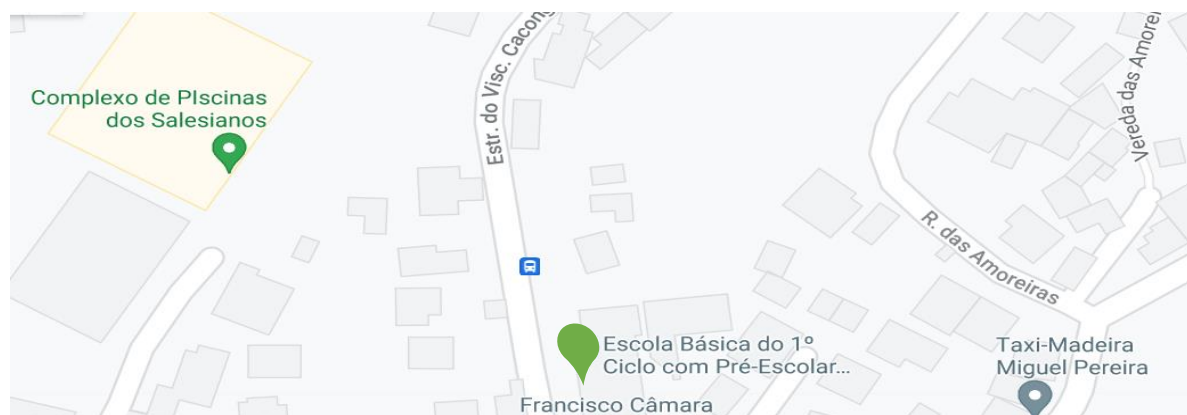 Complexo de PIscinas
dos Salesianos
Estr. do Visc. Cacong
R. das Amoreiras
Vereda das Amorei
Escola Básica do 1º
Ciclo com Pré-Escolar...
Francisco Câmara
Taxi-Madeira
Miguel Pereira